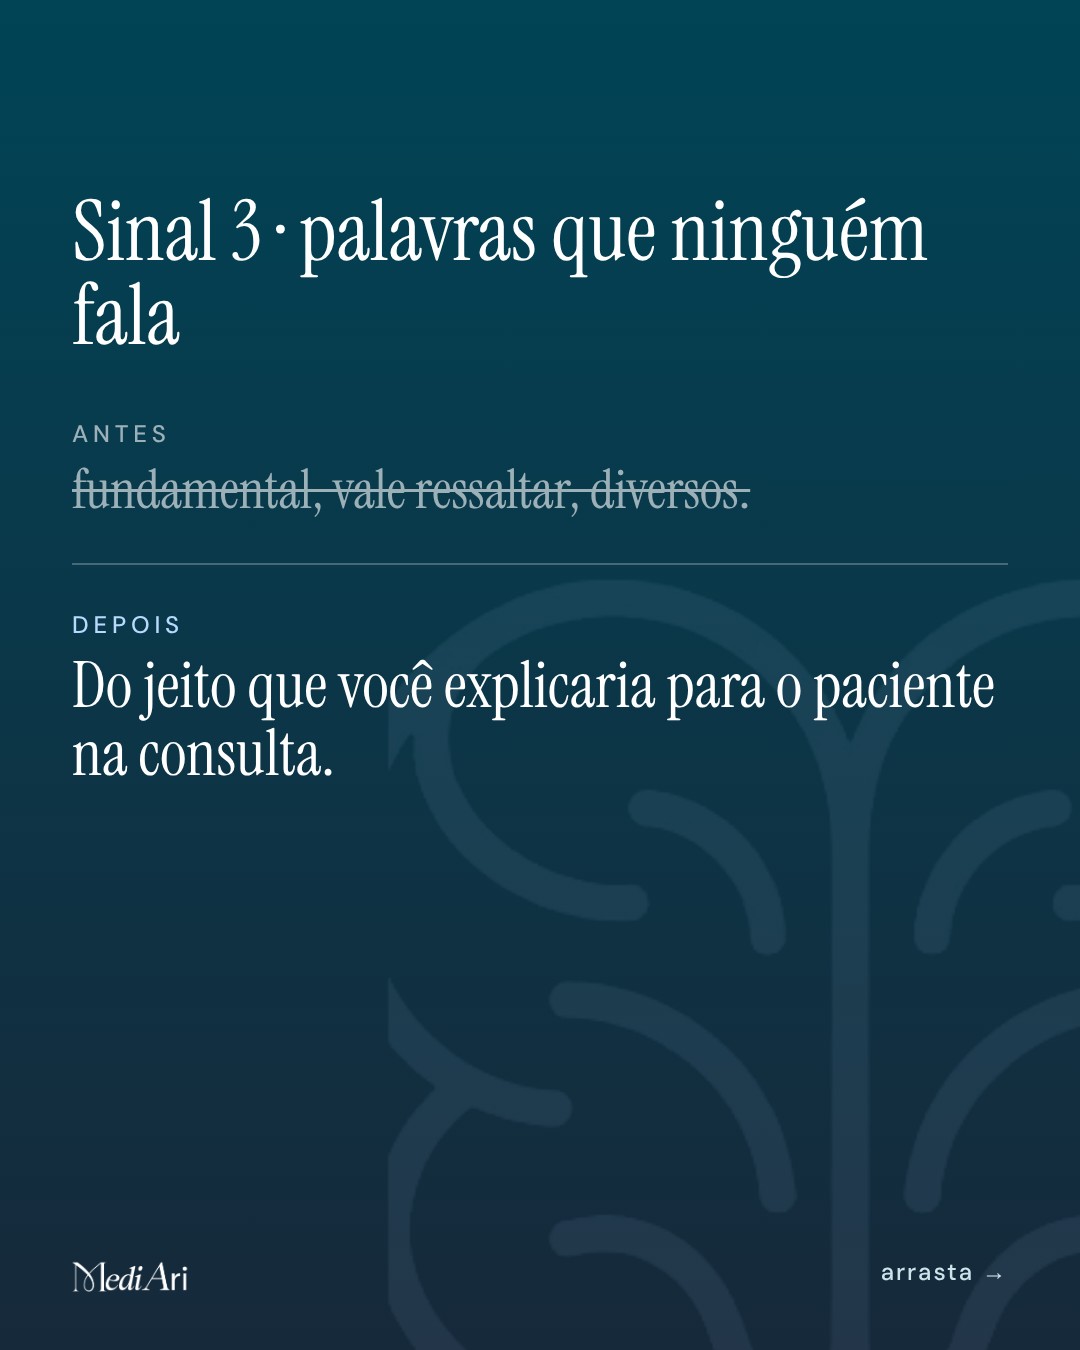 Sinal 3 · palavras que ninguém
fala
ANTES
fundamental, vale ressaltar, diversos.
DEPOIS
Do jeito que você explicaria para o paciente
na consulta.
MediAri
arrasta →